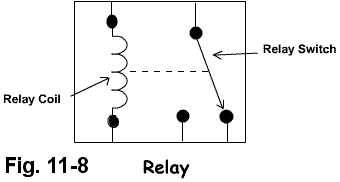 Relay Switch
Relay Coil
Fig. 11-8
Relay